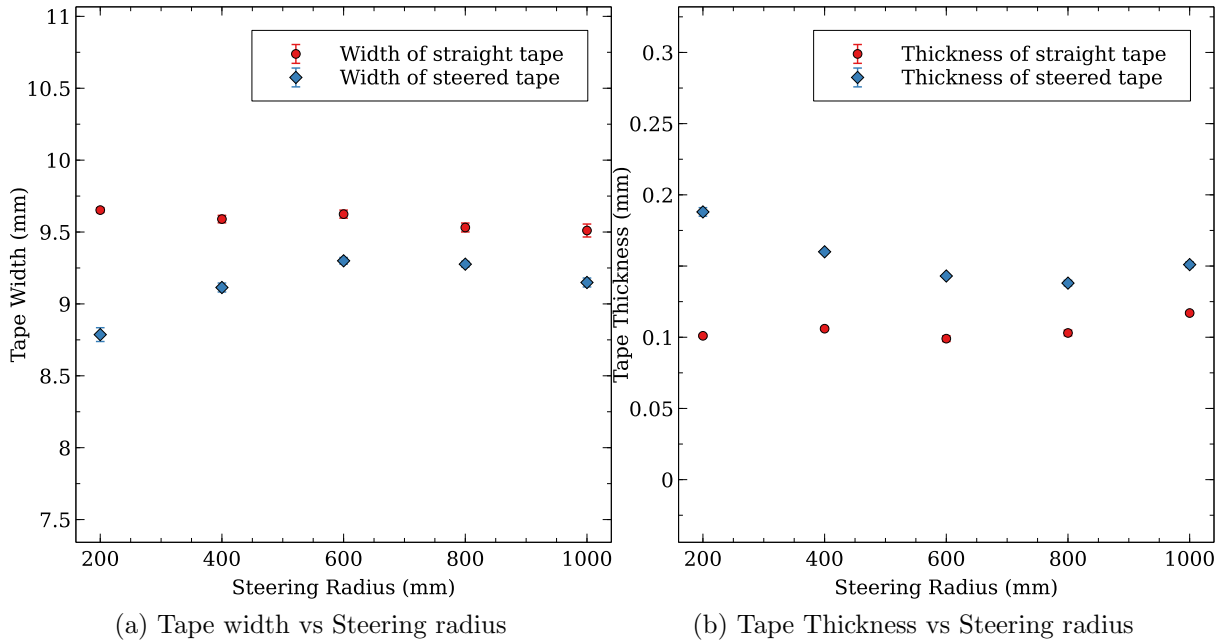 11
10.5
10
9.5
9
8.5
8
7.5
Tape Width (mm)
Width of straight tape
Width of steered tape
200 400 600 800 1000
Steering Radius (mm)
(a) Tape width vs Steering radius
0.3
0.25
0.2
0.1
0.05
0
Tape Thickness (mm)
Thickness of straight tape
Thickness of steered tape
200 400 600 800 1000
Steering Radius (mm)
(b) Tape Thickness vs Steering radius